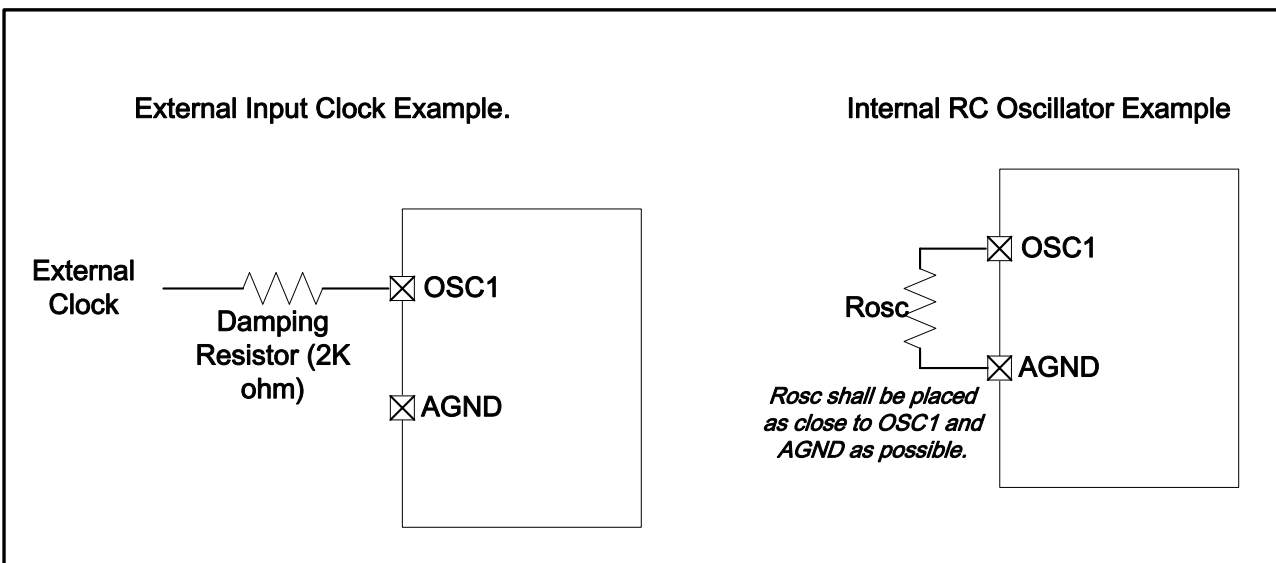 External Input Clock Example.
External
Clock
Damping
Resistor (2K
ohm)
OSC1
AGND
Internal RC Oscillator Example
OSC1
Rosc
AGND
Rosc shall be placed
as close to OSC1 and
AGND as possible.